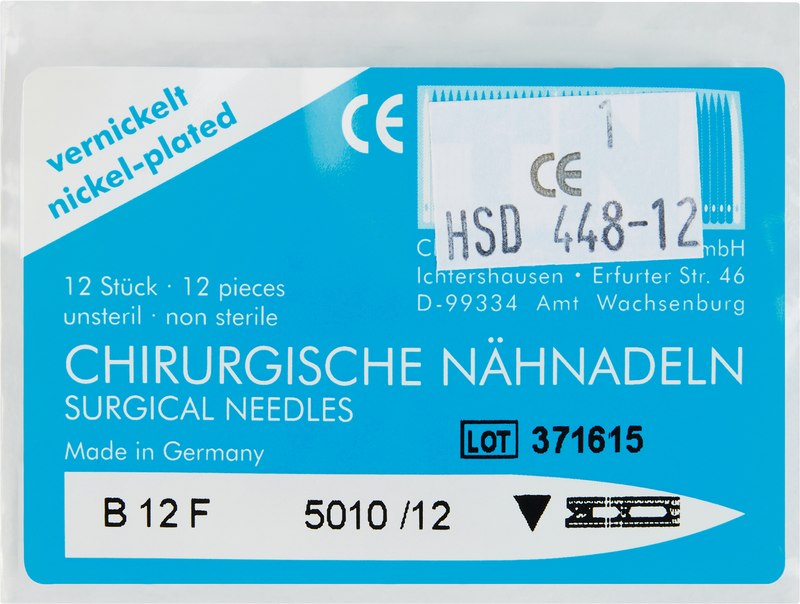 vernickelt
nickel-plated
CE
1
CE
HSD 448-12
mbH
Ichtershausen · Erfurter Str. 46
D-99334 Amt Wachsenburg
12 Stück · 12 pieces
unsteril · non sterile
CHIRURGISCHE NÄHNADELN
SURGICAL NEEDLES
LOT 371615
Made in Germany
B 12 F 5010 /12